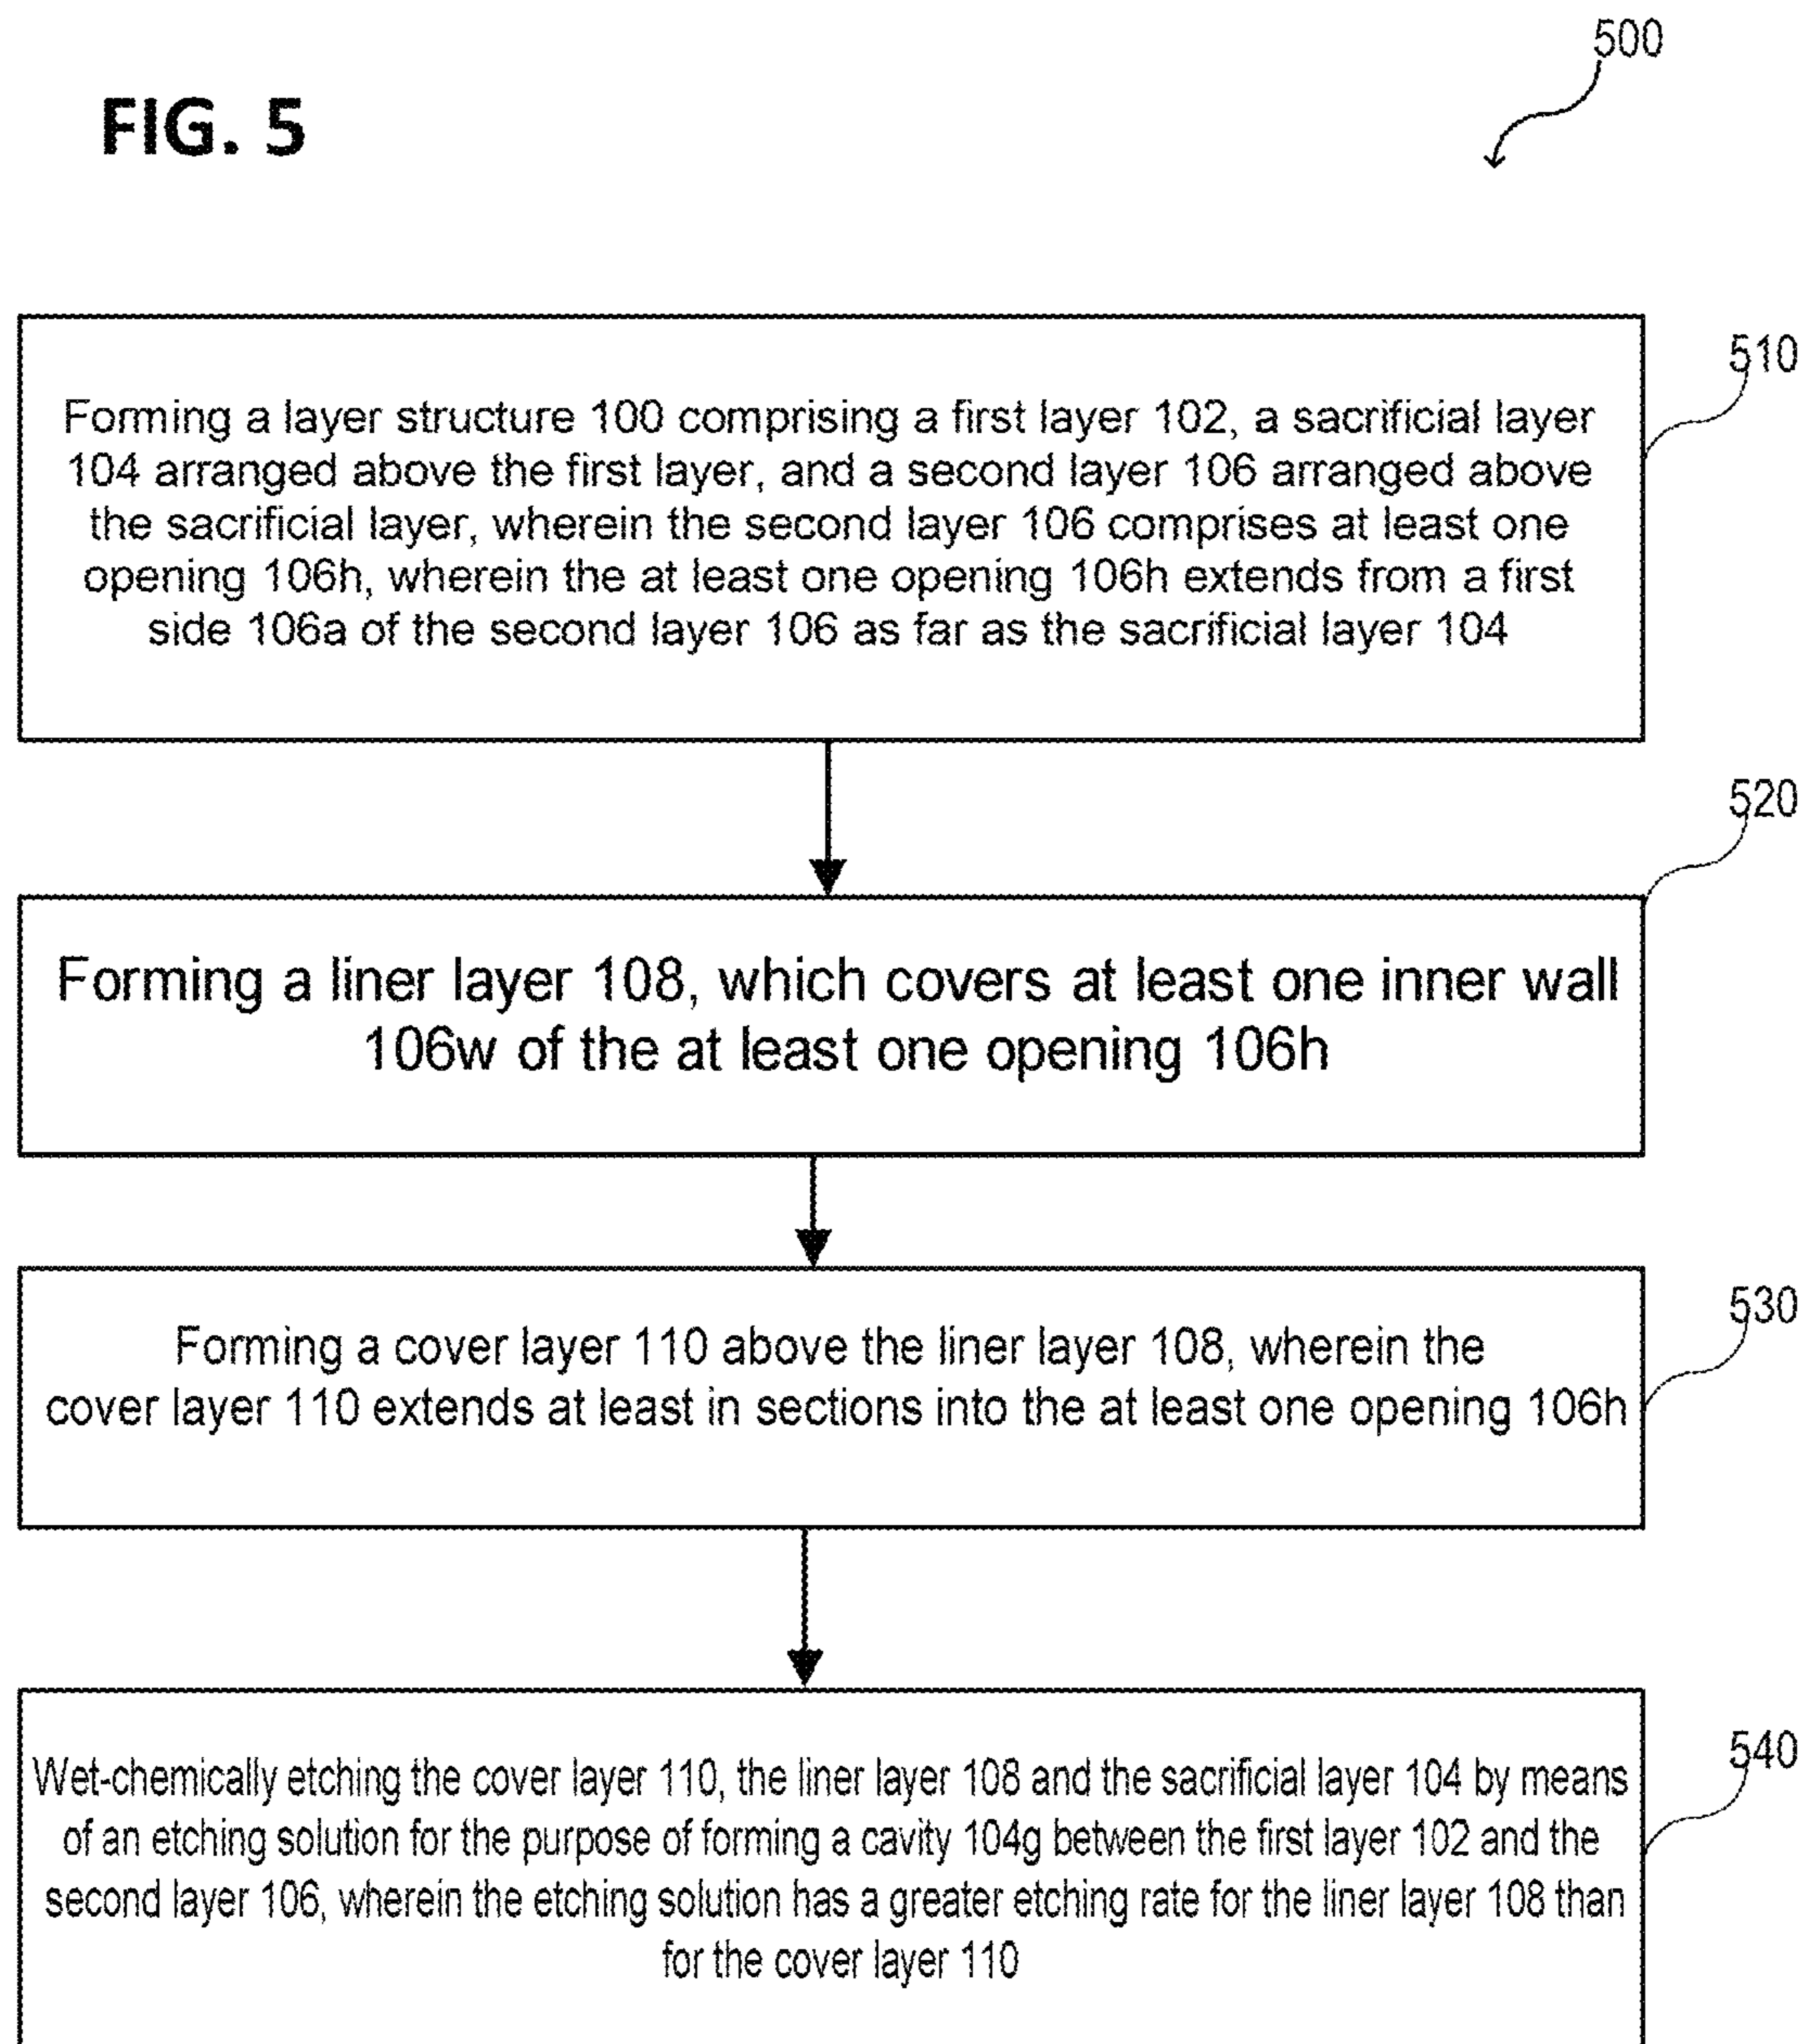 500
FIG. 5
510
Forming a layer structure 100 comprising a first layer 102, a sacrificial layer
104 arranged above the first layer, and a second layer 106 arranged above
the sacrificial layer, wherein the second layer 106 comprises at least one
opening 106h, wherein the at least one opening 106h extends from a first
side 106a of the second layer 106 as far as the sacrificial layer 104
520
Forming a liner layer 108, which covers at least one inner wall
106w of the at least one opening 106h
530
Forming a cover layer 110 above the liner layer 108, wherein the
cover layer 110 extends at least in sections into the at least one opening 106h
540
Wet-chemically etching the cover layer 110, the liner layer 108 and the sacrificial layer 104 by means
of an etching solution for the purpose of forming a cavity 104g between the first layer 102 and the
second layer 106, wherein the etching solution has a greater etching rate for the liner layer 108 than
for the cover layer 110